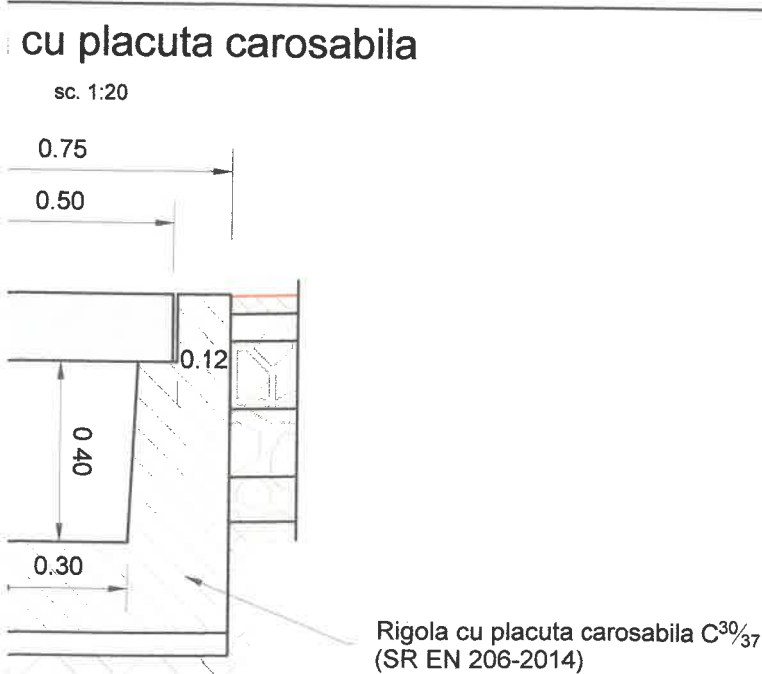 cu placuta carosabila
sc. 1:20
0.75
0.50
0.12
0 40
0.30
Rigola cu placuta carosabila C30/37
(SR EN 206-2014)